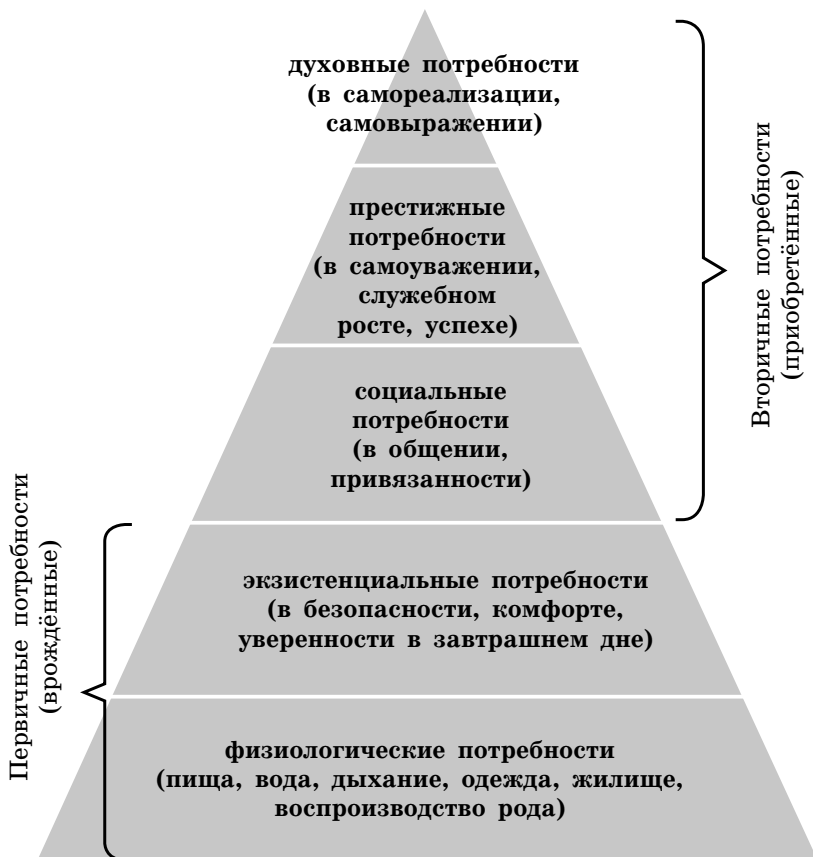 духовные потребности
(в самореализации,
самовыражении)
престижные
потребности
(в самоуважении,
служебном
росте, успехе)
социальные
потребности
(в общении,
привязанности)
экзистенциальные потребности
(в безопасности, комфорте,
уверенности в завтрашнем дне)
физиологические потребности
(пища, вода, дыхание, одежда, жилище,
воспроизводство рода)
Вторичные потребности
(приобретённые)
Первичные потребности
(врождённые)